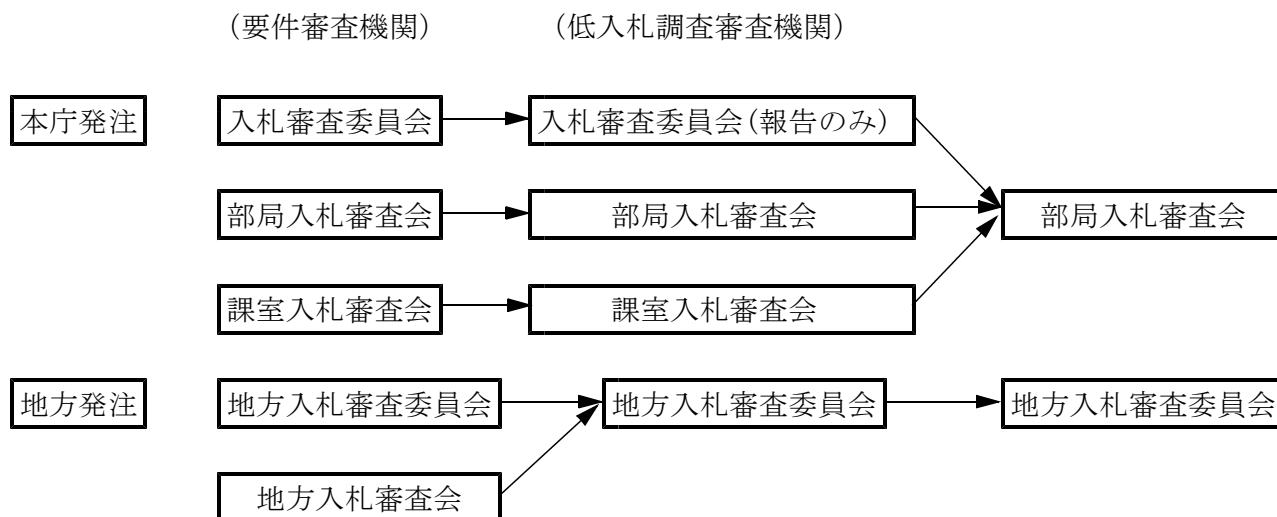 （要件審査機関） （低入札調査審査機関）
本庁発注 入札審査委員会 入札審査委員会（報告のみ）
部局入札審査会 部局入札審査会 部局入札審査会
課室入札審査会 課室入札審査会
地方発注 地方入札審査委員会 地方入札審査委員会 地方入札審査委員会
地方入札審査会